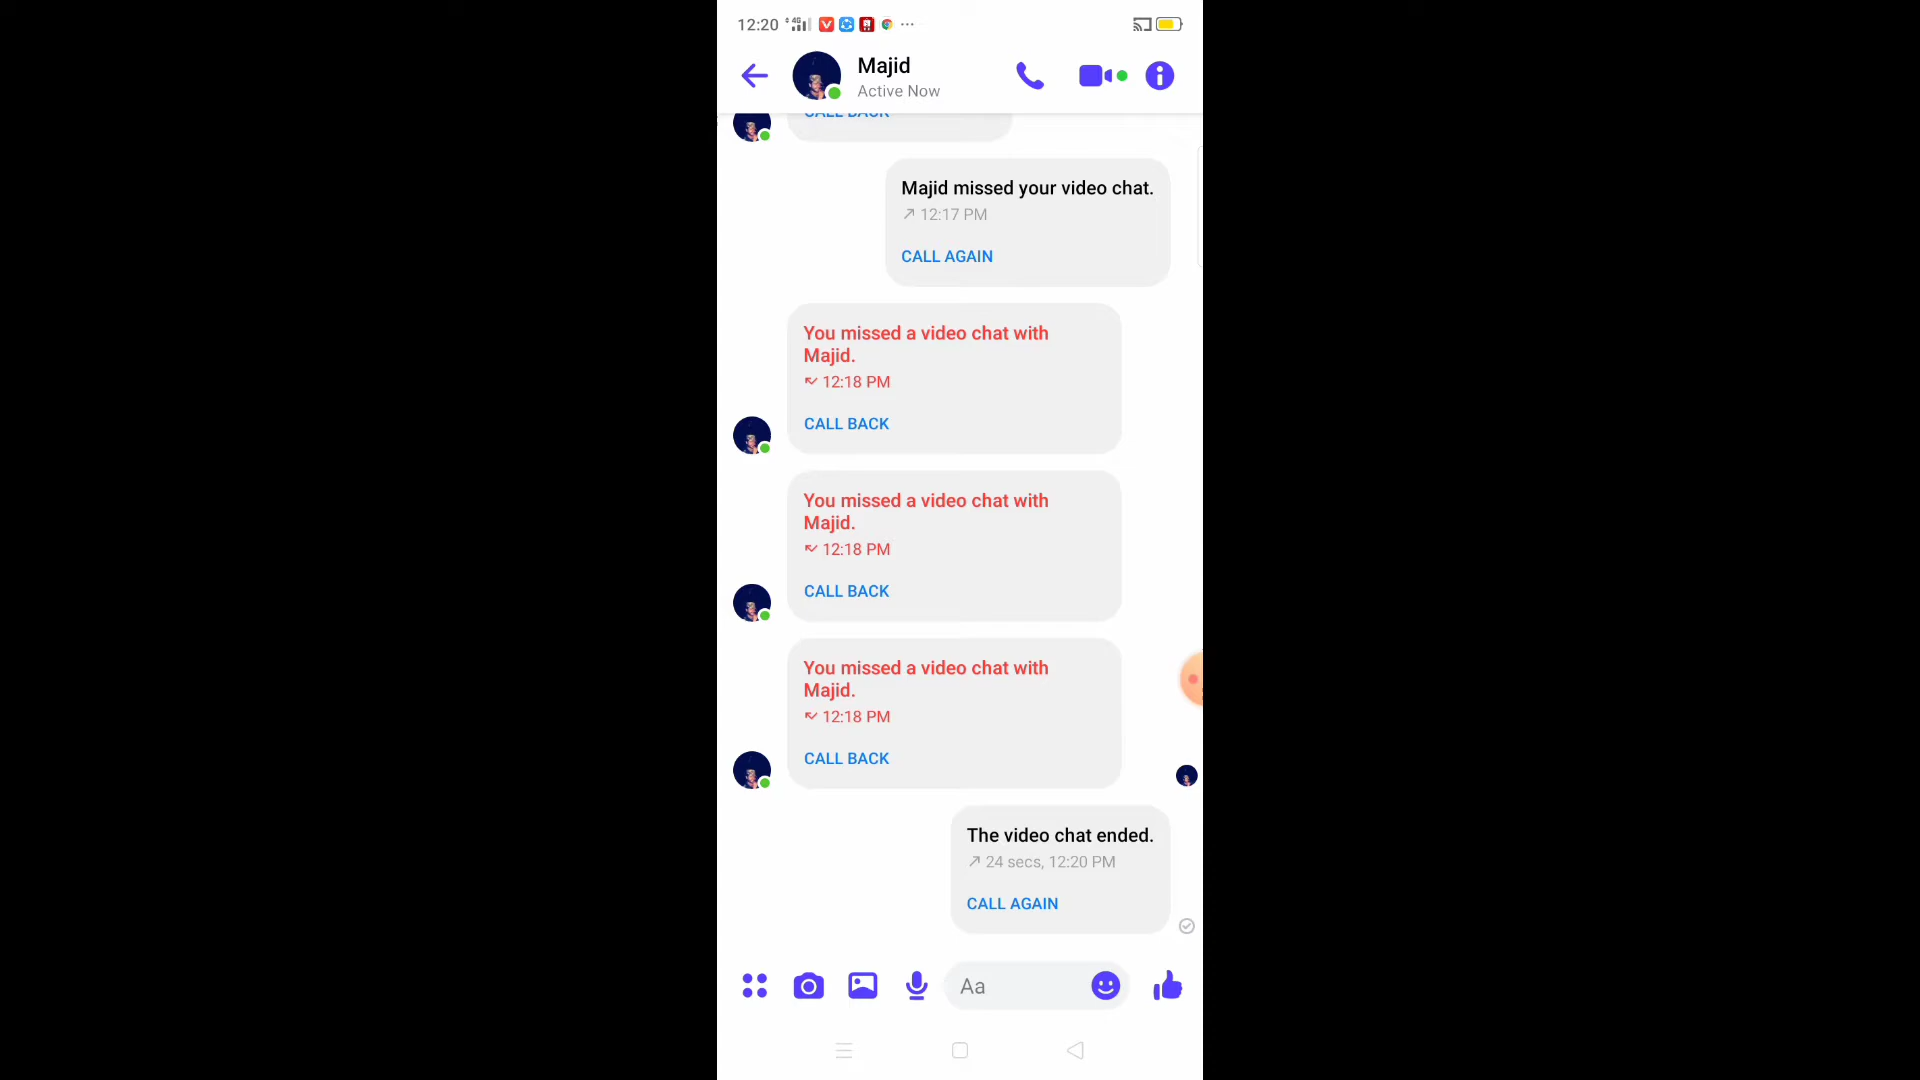 12:20
Majid
Active Now
CALL BACK
Majid missed your video chat.
12:17 PM
CALL AGAIN
You missed a video chat with
Majid.
12:18 PM
CALL BACK
You missed a video chat with
Majid.
12:18 PM
CALL BACK
You missed a video chat with
Majid.
12:18 PM
CALL BACK
The video chat ended.
24 secs, 12:20 PM
CALL AGAIN
Aa